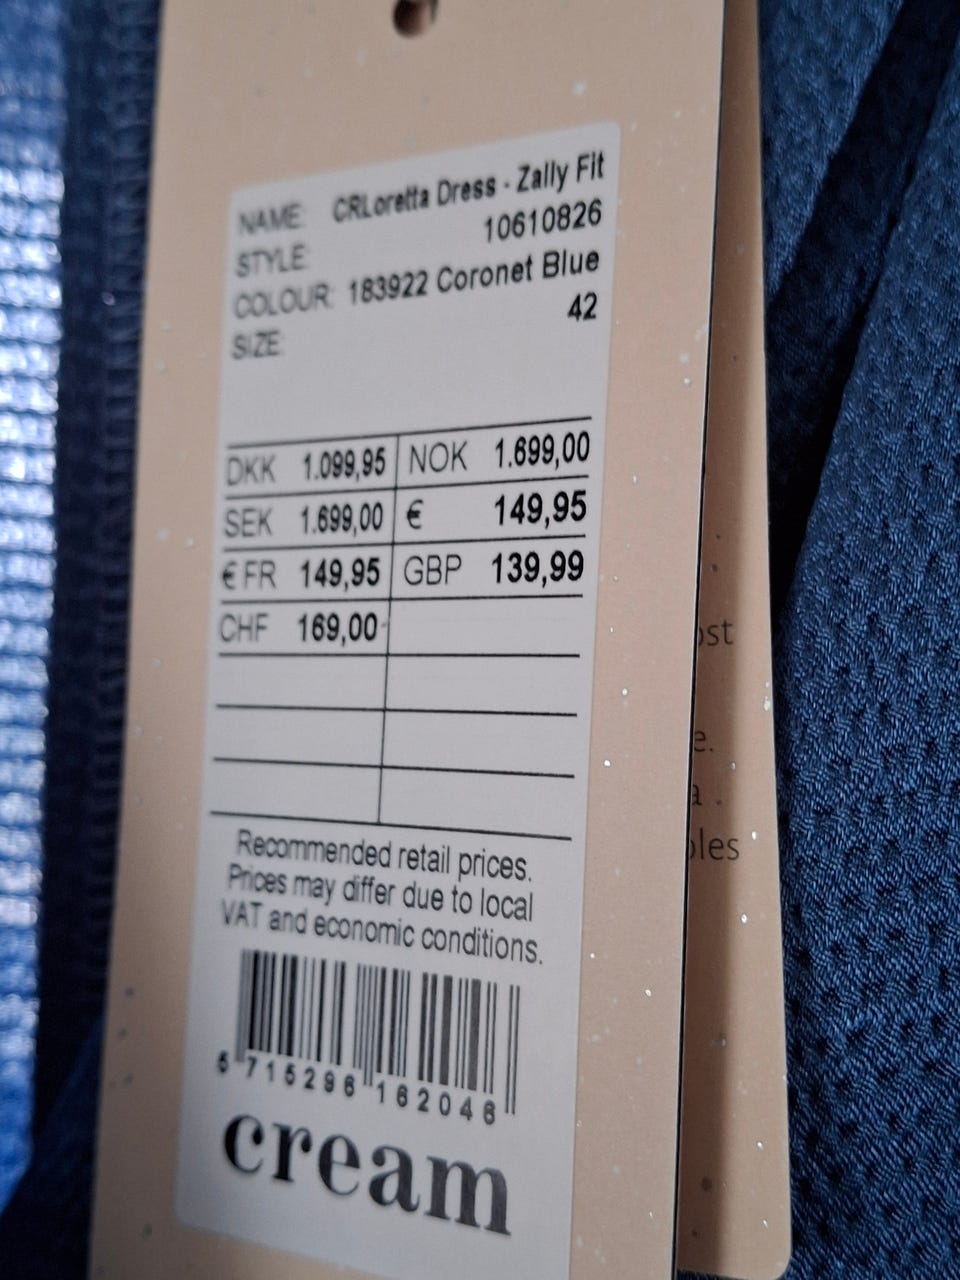 NAME: CRLoretta Dress - Zally Fit
STYLE: 10610826
COLOUR: 183922 Coronet Blue
SIZE: 42
DKK 1.099,95 NOK 1.699,00
SEK 1.699,00 € 149,95
€ FR 149,95 GBP 139,99
CHF 169,00
Recommended retail prices.
Prices may differ due to local
VAT and economic conditions.
5 715296 162046
cream